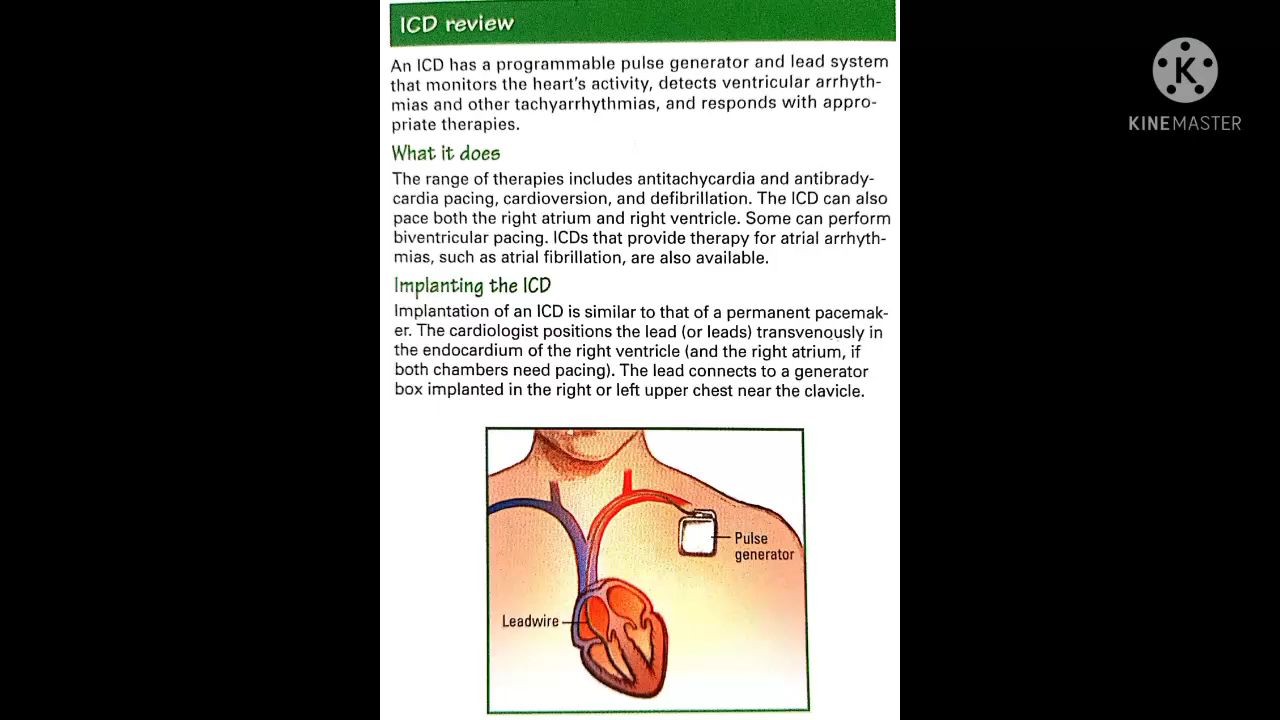 ICD review
An ICD has a programmable pulse generator and lead system
that monitors the heart's activity, detects ventricular arrhyth-
mias and other tachyarrhythmias, and responds with appro-
priate therapies.
What it does
The range of therapies includes antitachycardia and antibrady-
cardia pacing, cardioversion, and defibrillation. The ICD can also
pace both the right atrium and right ventricle. Some can perform
biventricular pacing. ICDs that provide therapy for atrial arrhyth-
mias, such as atrial fibrillation, are also available.
Implanting the ICD
Implantation of an ICD is similar to that of a permanent pacemak-
er. The cardiologist positions the lead (or leads) transvenously in
the endocardium of the right ventricle (and the right atrium, if
both chambers need pacing). The lead connects to a generator
box implanted in the right or left upper chest near the clavicle.
Pulse
generator
Leadwire
K
KINEMASTER